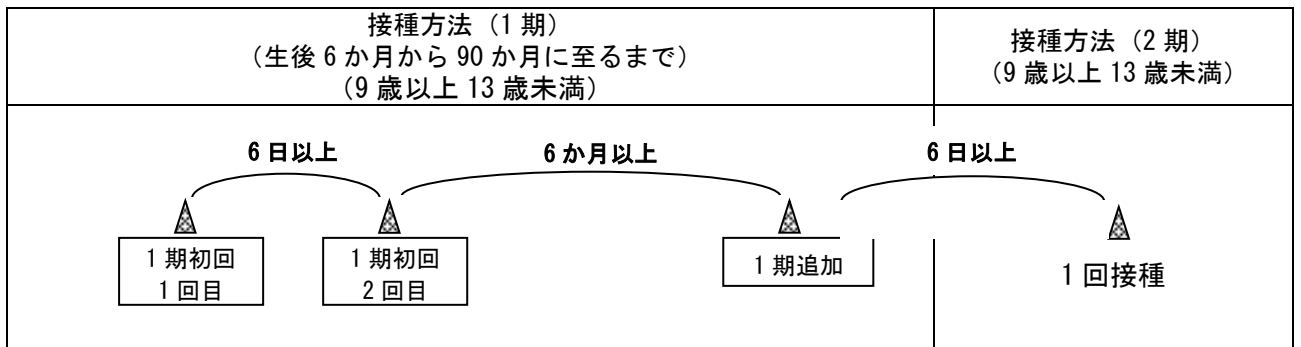 接種方法（1期）
（生後6か月から90か月に至るまで）
（9歳以上13歳未満）
接種方法（2期）
（9歳以上13歳未満）
6日以上
6か月以上
6日以上
1期初回
1回目
1期初回
2回目
1期追加
1回接種